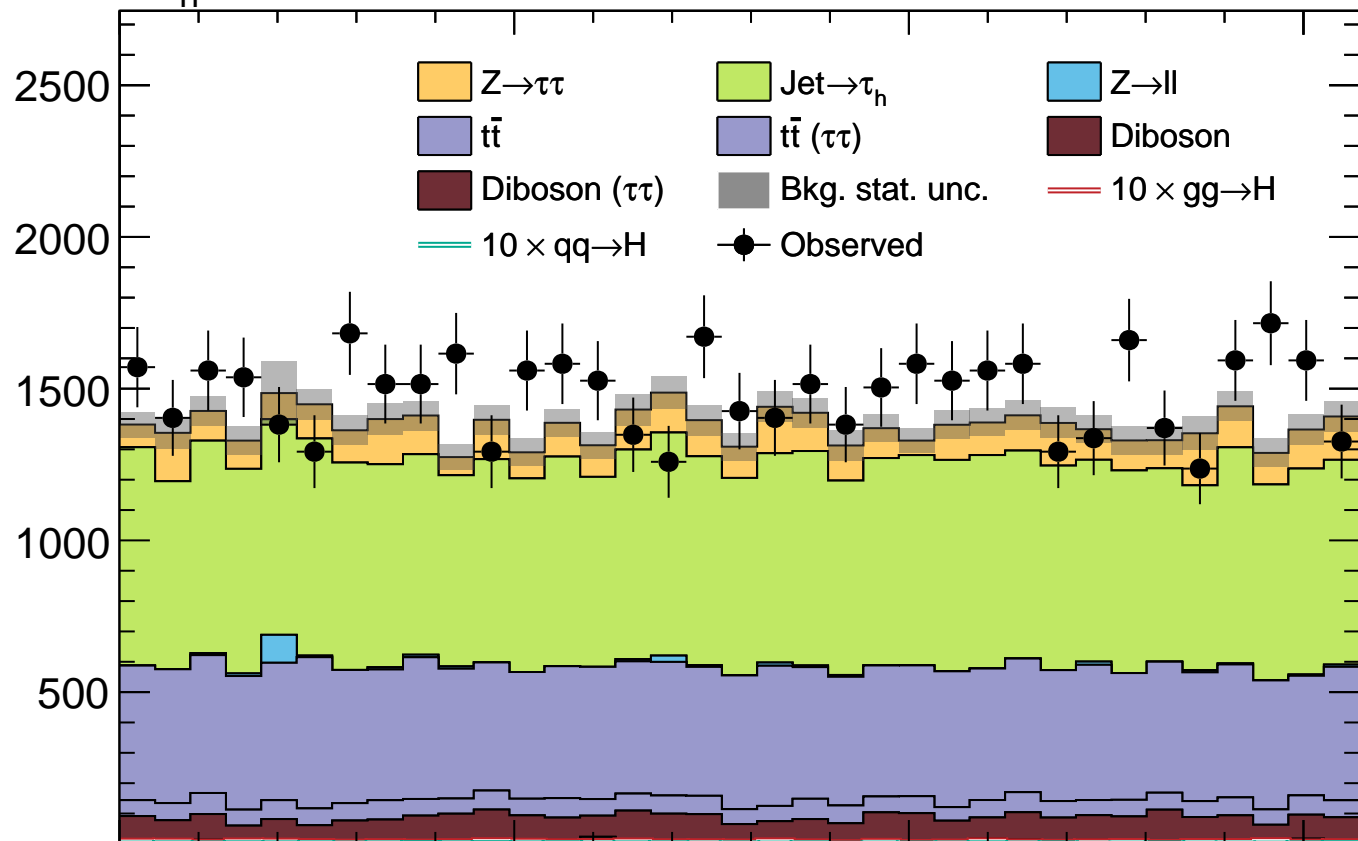 2500
Z→ττ Jet→τh Z→ll
tt̄ tt̄ (ττ) Diboson
2000
Diboson (ττ) Bkg. stat. unc. 10 × gg→H
10 × qq→H Observed
1500
1000
500